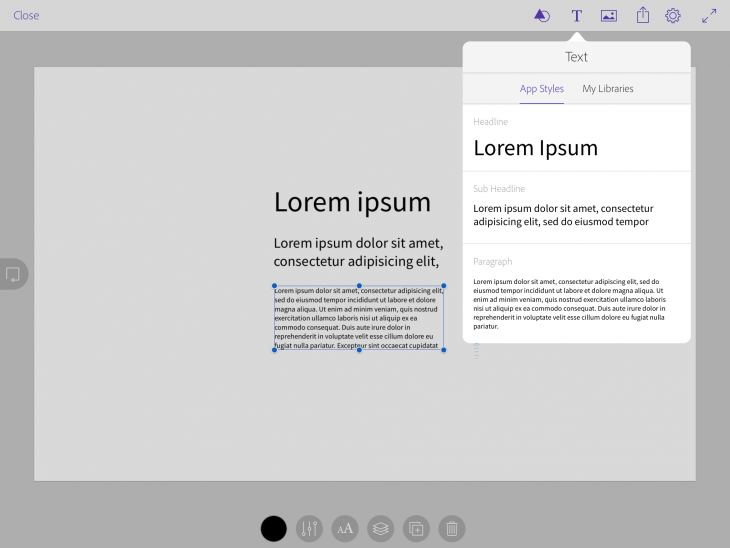 Close
T
Text
App Styles
My Libraries
Headline
Lorem Ipsum
Sub Headline
Lorem ipsum dolor sit amet, consectetur
adipisicing elit, sed do eiusmod tempor
Paragraph
Lorem ipsum dolor sit amet, consectetur adipisicing elit, sed do
eiusmod tempor incididunt ut labore et dolore magna aliqua. Ut
enim ad minim veniam, quis nostrud exercitation ullamco laboris
nisi ut aliquip ex ea commodo consequat. Duis aute irure dolor in
reprehenderit in voluptate velit esse cillum dolore eu fugiat nulla
pariatur.
Lorem ipsum
Lorem ipsum dolor sit amet,
consectetur adipisicing elit,
Lorem ipsum dolor sit amet, consectetur adipisicing elit,
sed do eiusmod tempor incididunt ut labore et dolore
magna aliqua. Ut enim ad minim veniam, quis nostrud
exercitation ullamco laboris nisi ut aliquip ex ea
commodo consequat. Duis aute irure dolor in
reprehenderit in voluptate velit esse cillum dolore eu
fugiat nulla pariatur. Excepteur sint occaecat cupidatat
AA